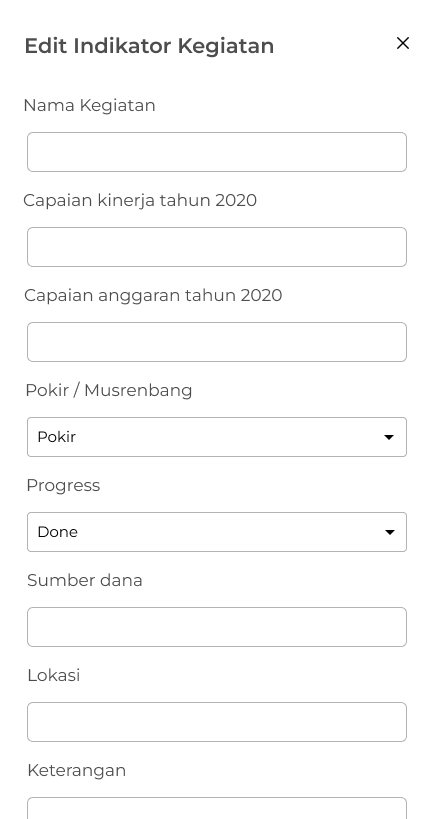 Edit Indikator Kegiatan
Nama Kegiatan
Capaian kinerja tahun 2020
Capaian anggaran tahun 2020
Pokir / Musrenbang
Pokir
Progress
Done
Sumber dana
Lokasi
Keterangan